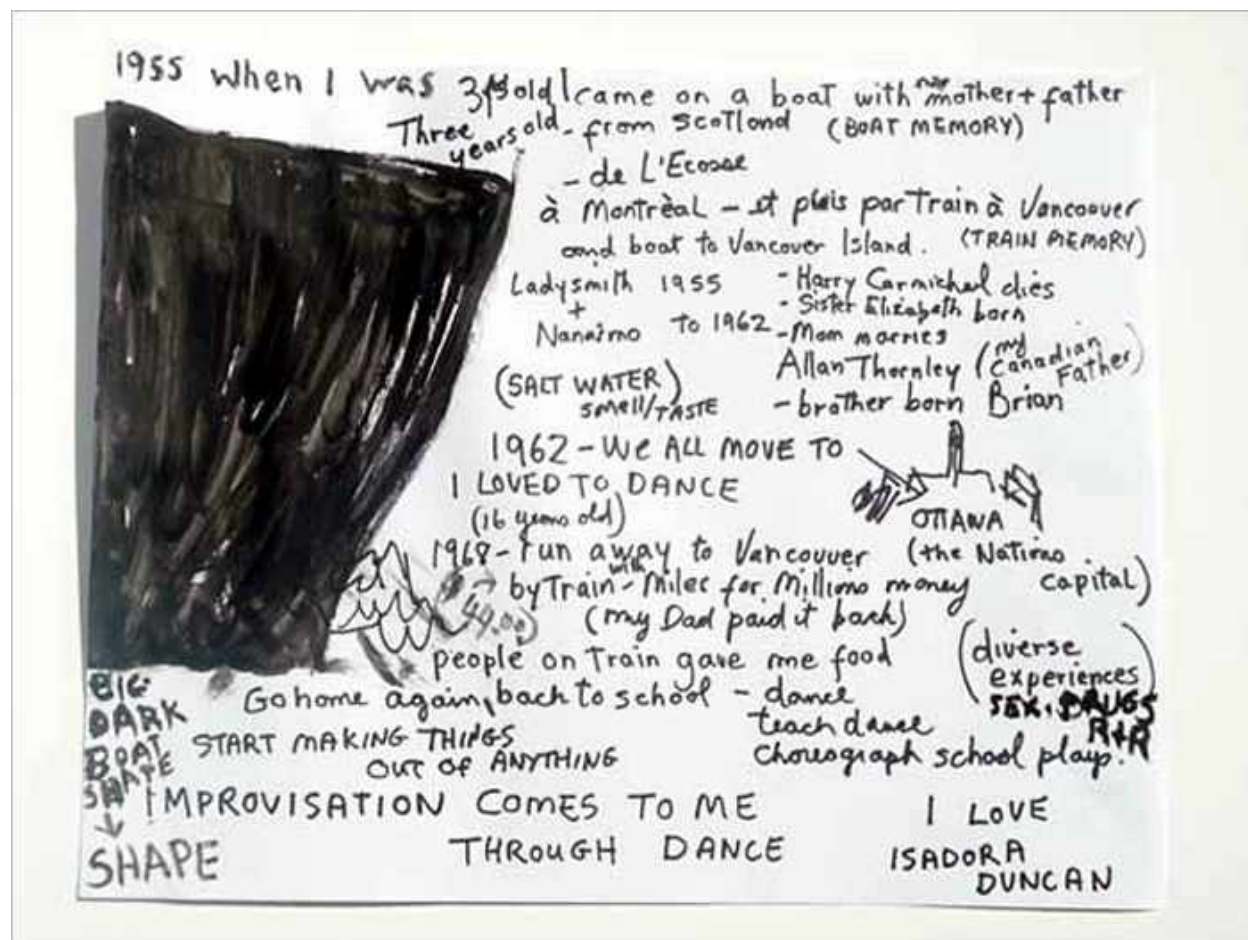 1955 When I was 3 yrs old I came on a boat with my mother + father
Three years old - from Scotland (BOAT MEMORY)
- de L'Ecosse
à Montrèal - et puis par Train à Vancouver
and boat to Vancover Island. (TRAIN MEMORY)
Ladysmith 1955
+
Nanaimo to 1962
- Harry Carmichel dies
- Sister Elizabeth born
- Mom marries
Allan Thornley (my Canadian Father)
- brother born Brian
(SALT WATER)
SMELL/TASTE
1962 - WE ALL MOVE TO
OTTAWA
(the Nations capital)
I LOVED TO DANCE
(16 years old)
1968 - run away to Vancouver
by Train - with Miles for Millions money
$49.00)
(my Dad paid it back)
people on Train gave me food
(diverse experiences)
SEX, DRUGS
R+R
Go home again, back to school - dance
teach dance
choreograph school plays.
START MAKING THINGS
OUT OF ANYTHING
BIG
DARK
BOAT
SHAPE
SHAPE
IMPROVISATION COMES TO ME
THROUGH DANCE
I LOVE
ISADORA
DUNCAN